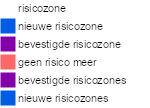 risicozone
nieuwe risicozone
bevestigde risicozone
geen risico meer
bevestigde risicozones
nieuwe risicozones